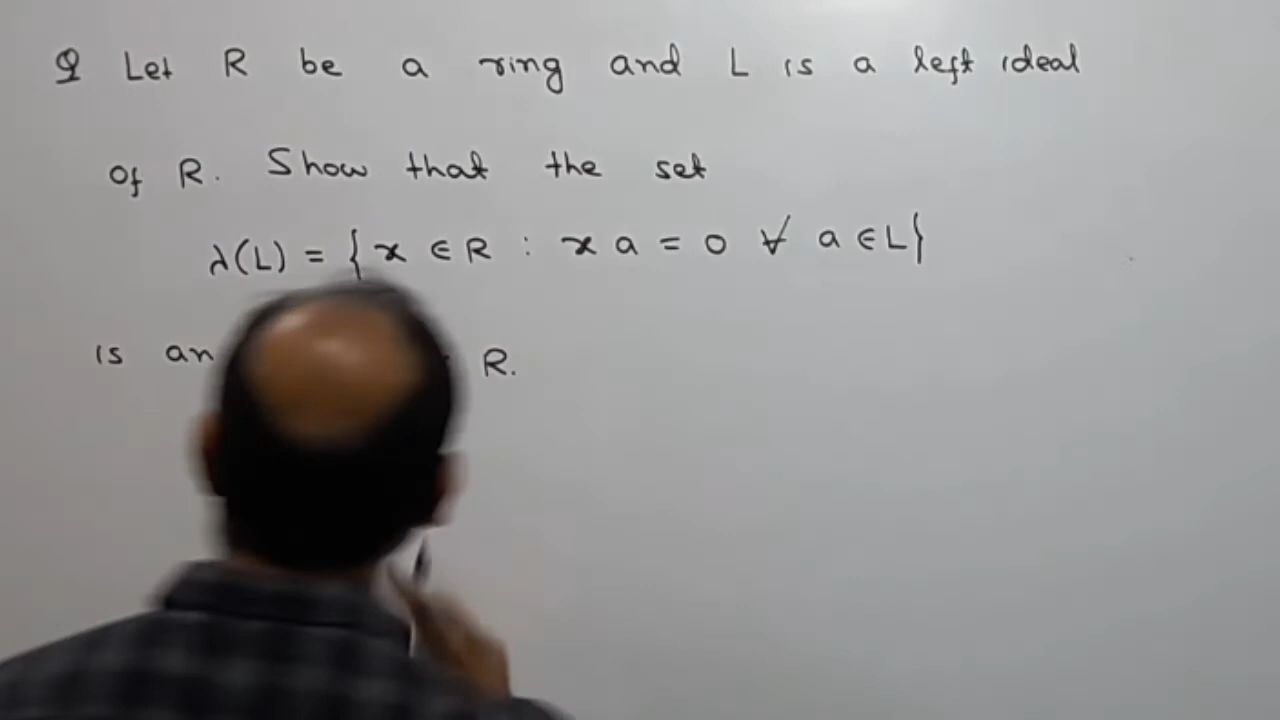 Q Let R be a ring and L is a left ideal
of R. Show that the set
λ(L) = { x ∈ R : x a = 0 ∀ a ∈ L}
is an R.